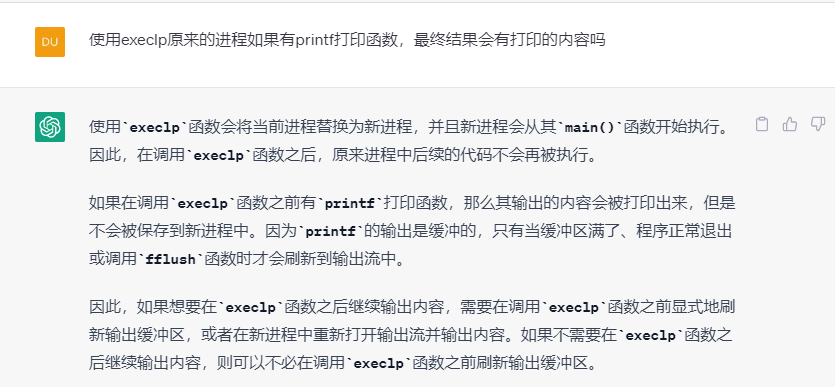 DU
使用execlp原来的进程如果有printf打印函数，最终结果会有打印的内容吗
使用`execlp`函数会将当前进程替换为新进程，并且新进程会从其`main()`函数开始执行。
因此，在调用`execlp`函数之后，原来进程中后续的代码不会再被执行。
如果在调用`execlp`函数之前有`printf`打印函数，那么其输出的内容会被打印出来，但是
不会被保存到新进程中。因为`printf`的输出是缓冲的，只有当缓冲区满了、程序正常退出
或调用`fflush`函数时才会刷新到输出流中。
因此，如果想要在`execlp`函数之后继续输出内容，需要在调用`execlp`函数之前显式地刷
新输出缓冲区，或者在新进程中重新打开输出流并输出内容。如果不需要在`execlp`函数之
后继续输出内容，则可以不必在调用`execlp`函数之前刷新输出缓冲区。